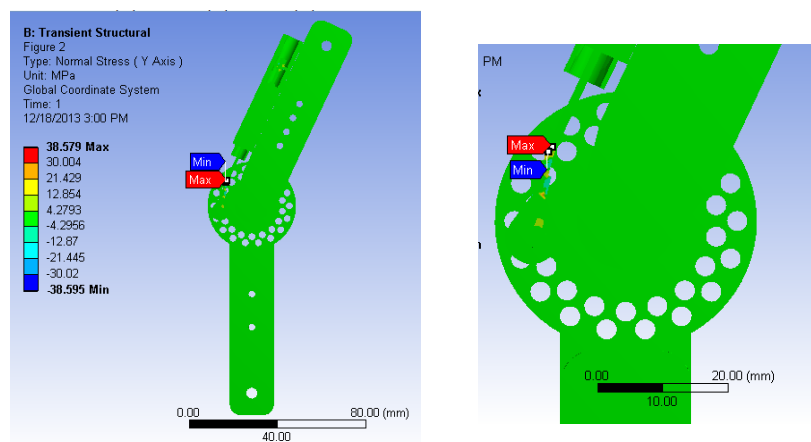 B: Transient Structural
Figure 2
Type: Normal Stress ( Y Axis )
Unit: MPa
Global Coordinate System
Time: 1
12/18/2013 3:00 PM
38.579 Max
30.004
21.429
12.854
4.2793
-4.2956
-12.87
-21.445
-30.02
-38.595 Min
Min
Max
0.00
80.00 (mm)
40.00
PM
Max
Min
0.00
20.00 (mm)
10.00